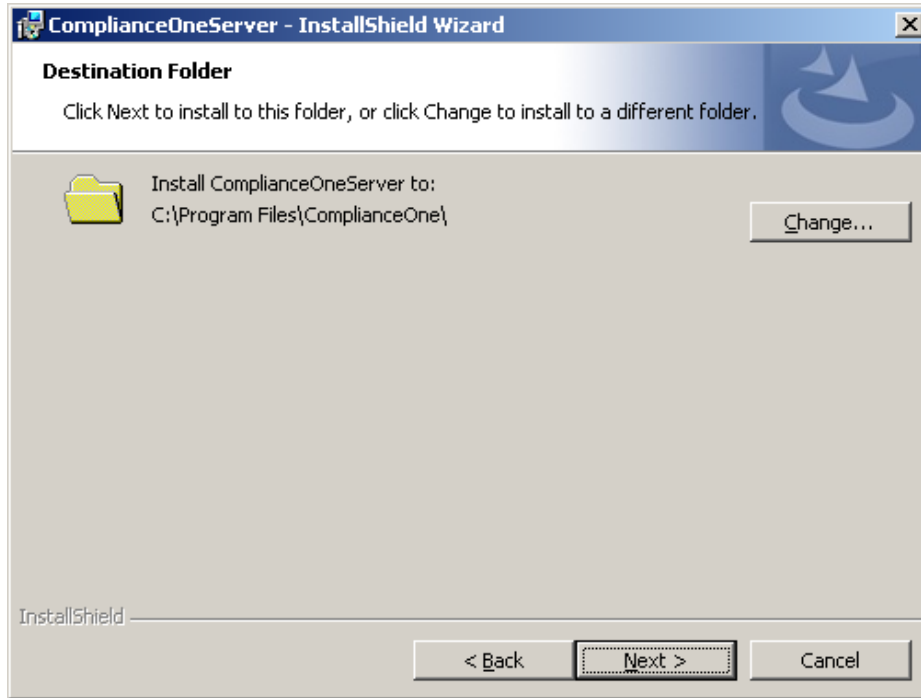 ComplianceOneServer - InstallShield Wizard
Destination Folder
Click Next to install to this folder, or click Change to install to a different folder.
Install ComplianceOneServer to:
C:\Program Files\ComplianceOne\
Change...
InstallShield
< Back
Next >
Cancel